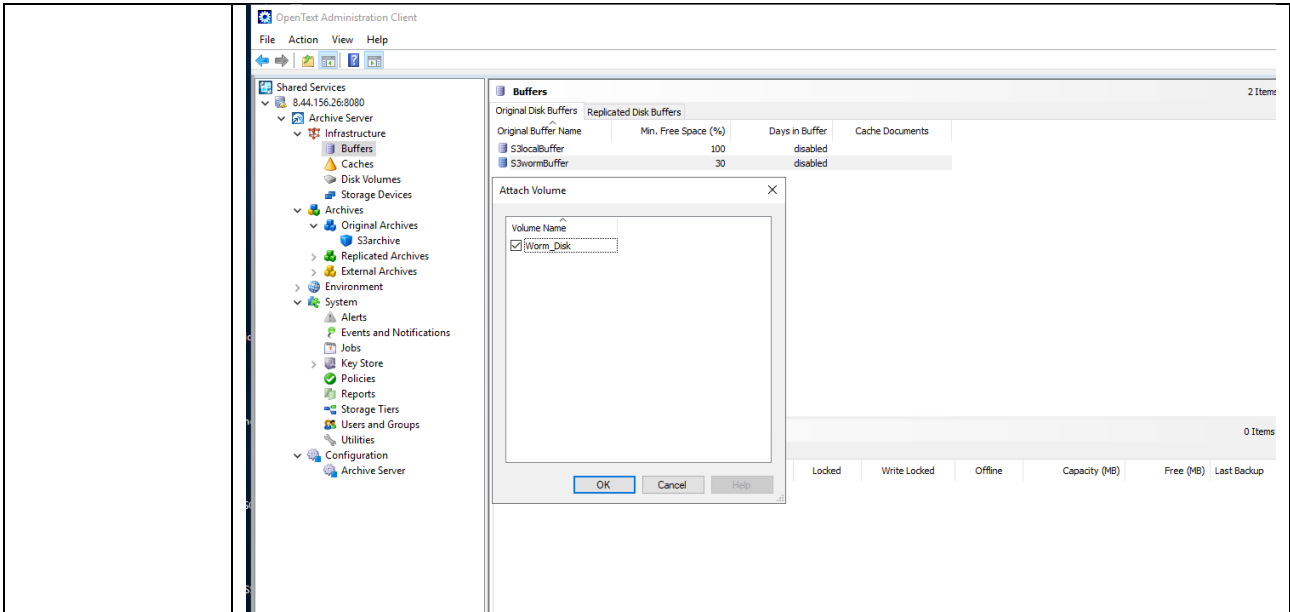 OpenText Administration Client
File Action View Help
Shared Services
8.44.156.26:8080
Archive Server
Infrastructure
Buffers
Caches
Disk Volumes
Storage Devices
Archives
Original Archives
S3archive
Replicated Archives
External Archives
Environment
System
Alerts
Events and Notifications
Jobs
Key Store
Policies
Reports
Storage Tiers
Users and Groups
Utilities
Configuration
Archive Server
Buffers 2 Items
Original Disk Buffers Replicated Disk Buffers
Original Buffer Name Min. Free Space (%) Days in Buffer Cache Documents
S3localBuffer 100 disabled
S3wormBuffer 30 disabled
Attach Volume
Volume Name
Worm_Disk
OK Cancel Help
0 Items
Locked Write Locked Offline Capacity (MB) Free (MB) Last Backup